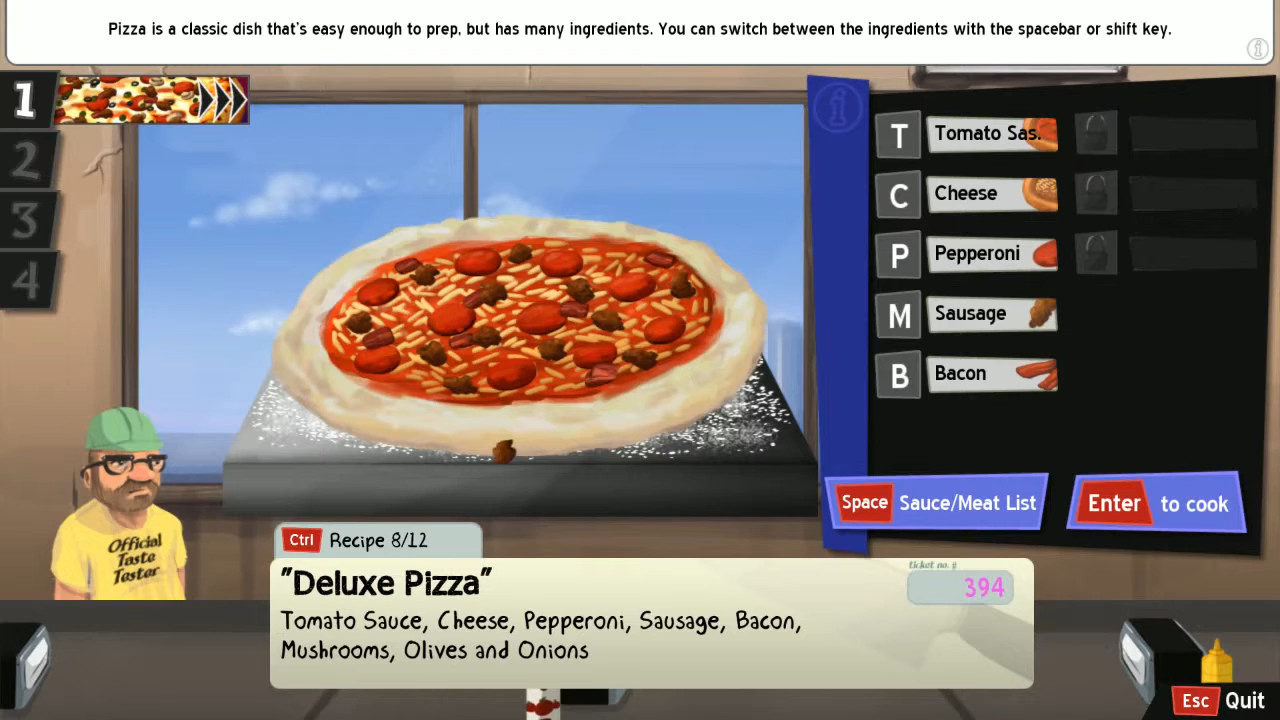 Pizza is a classic dish that's easy enough to prep, but has many ingredients. You can switch between the ingredients with the spacebar or shift key.
1
2
3
4
T Tomato Sas.
C Cheese
P Pepperoni
M Sausage
B Bacon
Space Sauce/Meat List
Enter to cook
Official
Taste
Tester
Ctrl Recipe 8/12
"Deluxe Pizza"
ticket no. #
394
Tomato Sauce, Cheese, Pepperoni, Sausage, Bacon,
Mushrooms, Olives and Onions
Esc Quit